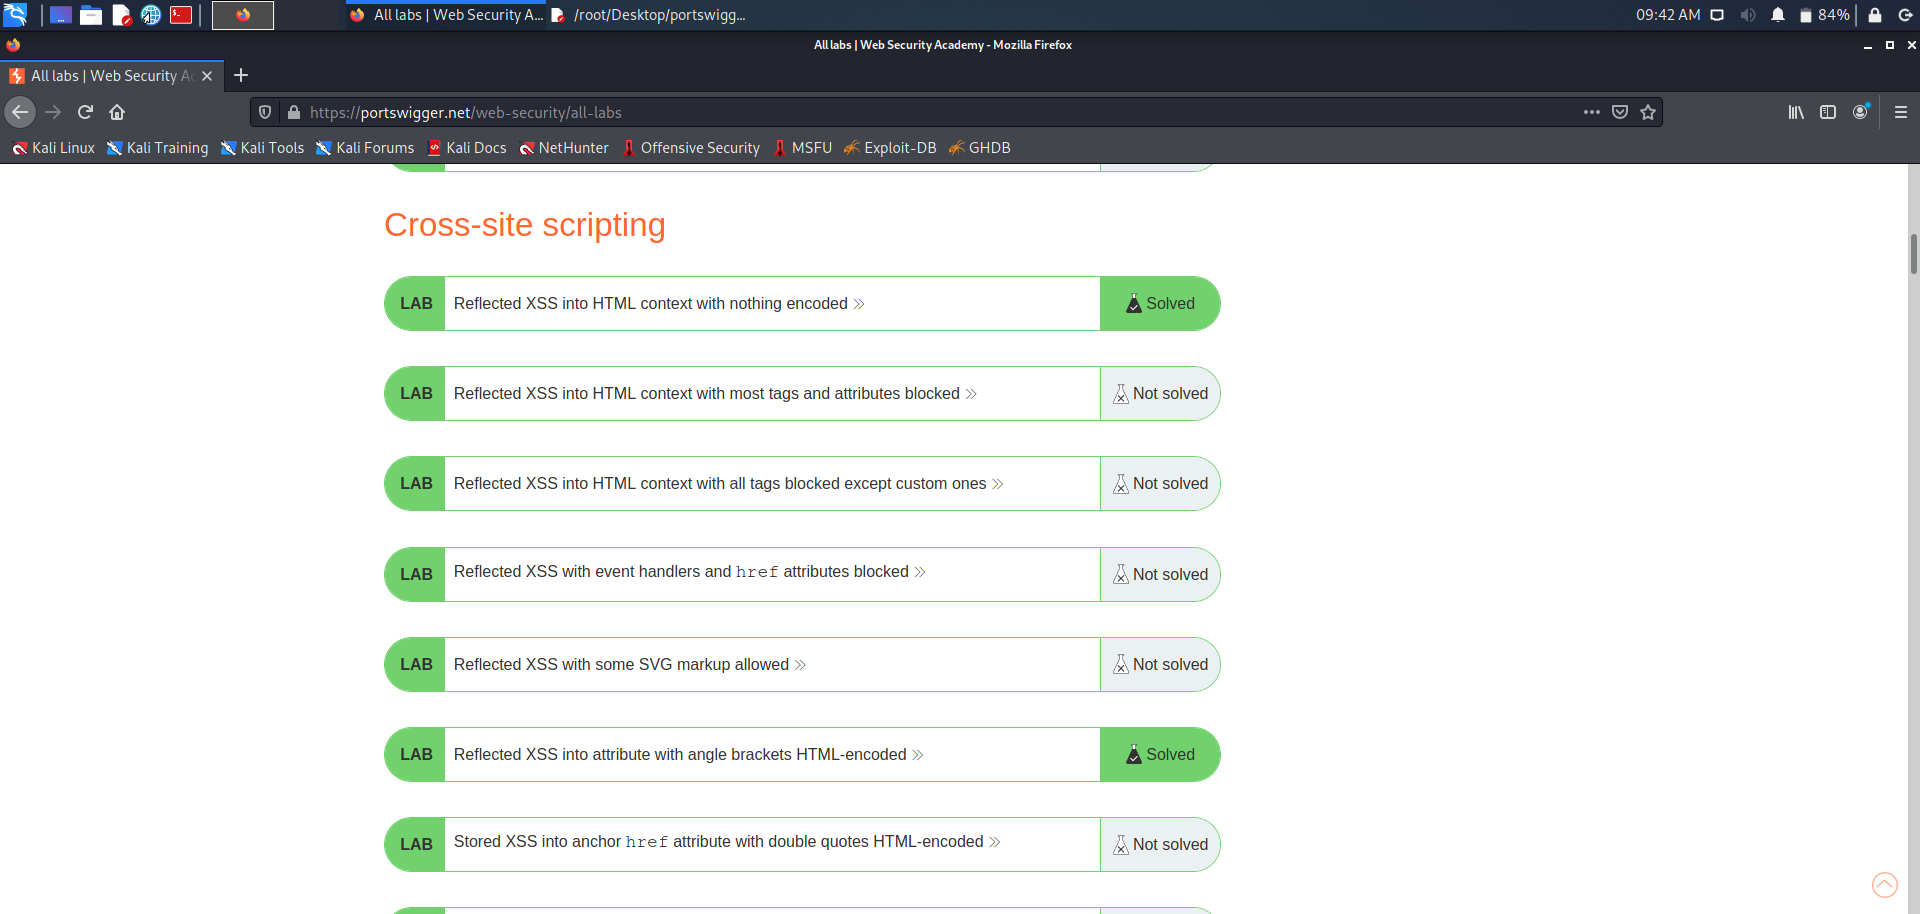 All labs | Web Security A... /root/Desktop/portswigg... 09:42 AM 84%
All labs | Web Security Academy - Mozilla Firefox
All labs | Web Security Ac
https://portswigger.net/web-security/all-labs
Kali Linux Kali Training Kali Tools Kali Forums Kali Docs NetHunter Offensive Security MSFU Exploit-DB GHDB
Cross-site scripting
LAB Reflected XSS into HTML context with nothing encoded Solved
LAB Reflected XSS into HTML context with most tags and attributes blocked Not solved
LAB Reflected XSS into HTML context with all tags blocked except custom ones Not solved
LAB Reflected XSS with event handlers and href attributes blocked Not solved
LAB Reflected XSS with some SVG markup allowed Not solved
LAB Reflected XSS into attribute with angle brackets HTML-encoded Solved
LAB Stored XSS into anchor href attribute with double quotes HTML-encoded Not solved